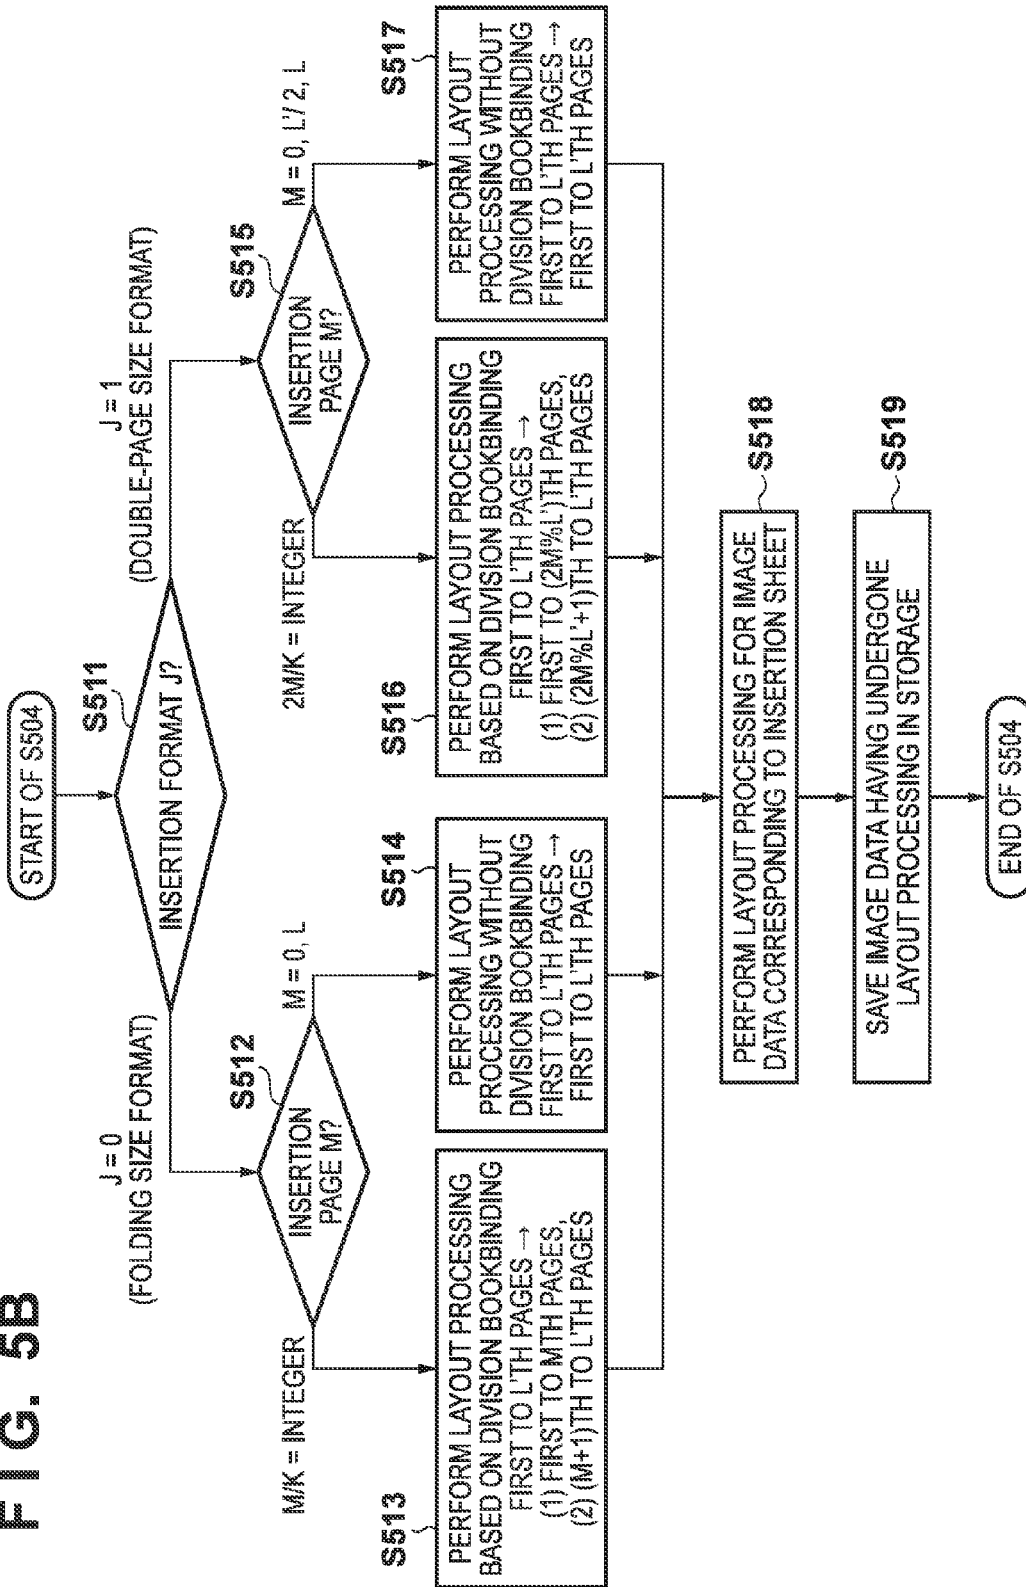 FIG. 5B
START OF S504
S511
INSERTION FORMAT J?
J = 0
(FOLDING SIZE FORMAT)
J = 1
(DOUBLE-PAGE SIZE FORMAT)
S512
INSERTION
PAGE M?
M/K = INTEGER
M = 0, L
S515
INSERTION
PAGE M?
2M/K = INTEGER
M = 0, L'/2, L
S513
PERFORM LAYOUT PROCESSING
BASED ON DIVISION BOOKBINDING
FIRST TO L'TH PAGES →
(1) FIRST TO MTH PAGES,
(2) (M+1)TH TO L'TH PAGES
S514
PERFORM LAYOUT
PROCESSING WITHOUT
DIVISION BOOKBINDING
FIRST TO L'TH PAGES →
FIRST TO L'TH PAGES
S516
PERFORM LAYOUT PROCESSING
BASED ON DIVISION BOOKBINDING
FIRST TO L'TH PAGES →
(1) FIRST TO (2M%L')TH PAGES,
(2) (2M%L'+1)TH TO L'TH PAGES
S517
PERFORM LAYOUT
PROCESSING WITHOUT
DIVISION BOOKBINDING
FIRST TO L'TH PAGES →
FIRST TO L'TH PAGES
S518
PERFORM LAYOUT PROCESSING FOR IMAGE
DATA CORRESPONDING TO INSERTION SHEET
S519
SAVE IMAGE DATA HAVING UNDERGONE
LAYOUT PROCESSING IN STORAGE
END OF S504